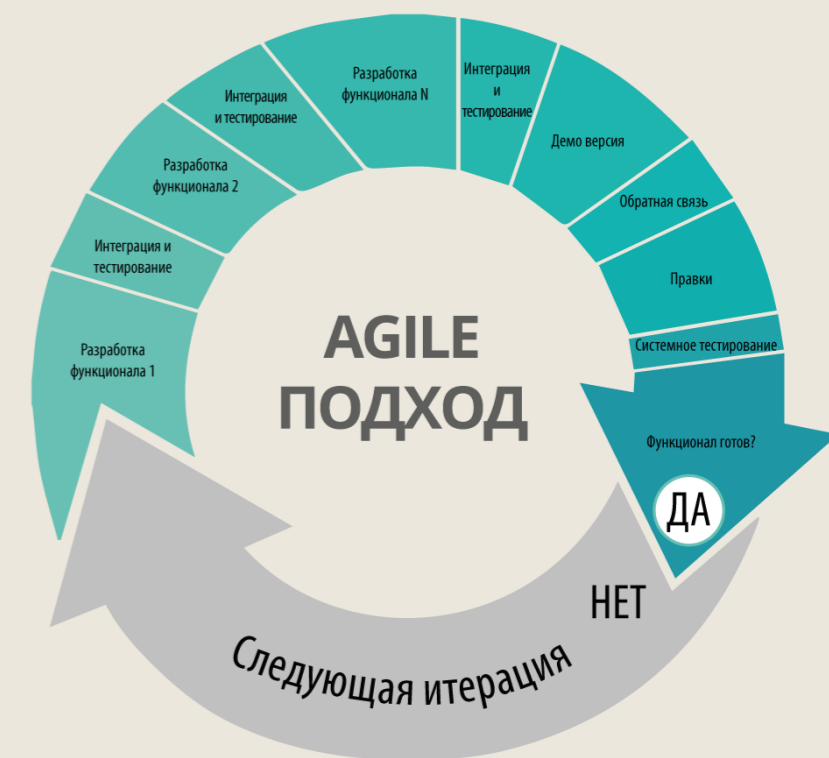 Разработка
функционала 1
Интеграция и
тестирование
Разработка
функционала 2
Интеграция
и тестирование
Разработка
функционала N
Интеграция
и
тестирование
Демо версия
Обратная связь
Правки
Системное тестирование
Функционал готов?
ДА
НЕТ
Следующая итерация
AGILE
ПОДХОД